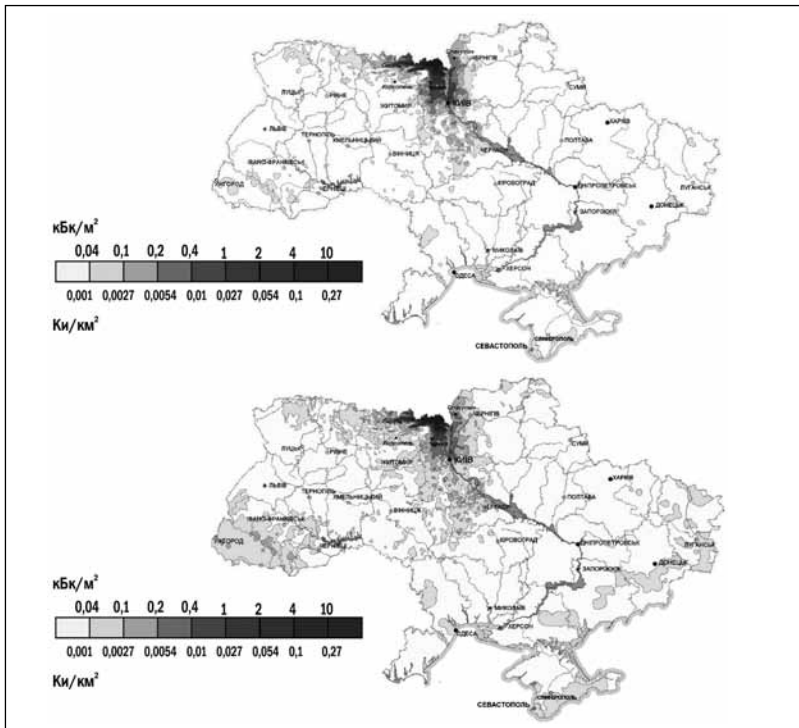 ЧЕРНІГІВ
ЛУЦЬК
РІВНЕ
СУМИ
ЖИТОМИР
КИЇВ
ХАРКІВ
ЛЬВІВ
ТЕРНОПІЛЬ
ХМЕЛЬНИЦЬКИЙ
ПОЛТАВА
ІВАНО-ФРАНКІВСЬК
ВІННИЦЯ
УЖГОРОД
КІРОВОГРАД
ДНІПРОПЕТРОВСЬК
ЛУГАНСЬК
ДОНЕЦЬК
ЗАПОРІЖЖЯ
МИКОЛАЇВ
ОДЕСА
ХЕРСОН
СЕВАСТОПОЛЬ
СІМФЕРОПОЛЬ
кБк/м²
0,04 0,1 0,2 0,4 1 2 4 10
0,001 0,0027 0,0054 0,01 0,027 0,054 0,1 0,27
Ки/км²
ЧЕРНІГІВ
ЛУЦЬК
РІВНЕ
СУМИ
ЖИТОМИР
КИЇВ
ХАРКІВ
ЛЬВІВ
ТЕРНОПІЛЬ
ХМЕЛЬНИЦЬКИЙ
ПОЛТАВА
ІВАНО-ФРАНКІВСЬК
ВІННИЦЯ
УЖГОРОД
КІРОВОГРАД
ДНІПРОПЕТРОВСЬК
ЛУГАНСЬК
ДОНЕЦЬК
ЗАПОРІЖЖЯ
МИКОЛАЇВ
ОДЕСА
ХЕРСОН
СЕВАСТОПОЛЬ
СІМФЕРОПОЛЬ
кБк/м²
0,04 0,1 0,2 0,4 1 2 4 10
0,001 0,0027 0,0054 0,01 0,027 0,054 0,1 0,27
Ки/км²